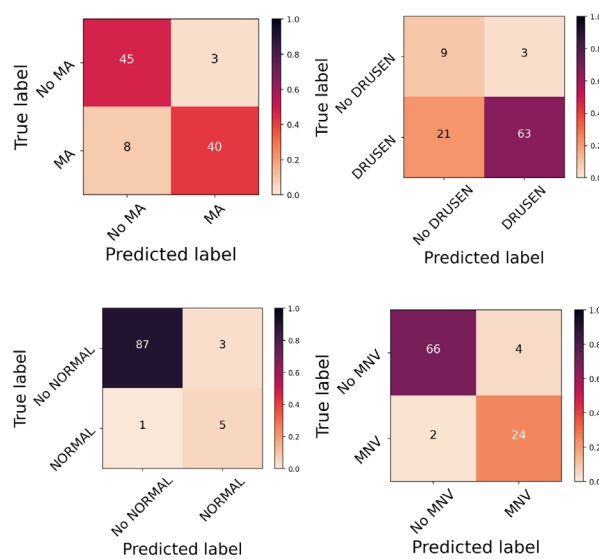 1.0
0.8
0.6
0.4
0.2
0.0
True label
No MA
MA
45 3
8 40
No MA MA
Predicted label
1.0
0.8
0.6
0.4
0.2
0.0
True label
No DRUSEN
DRUSEN
9 3
21 63
No DRUSEN DRUSEN
Predicted label
1.0
0.8
0.6
0.4
0.2
0.0
True label
No NORMAL
NORMAL
87 3
1 5
No NORMAL NORMAL
Predicted label
1.0
0.8
0.6
0.4
0.2
0.0
True label
No MNV
MNV
66 4
2 24
No MNV MNV
Predicted label